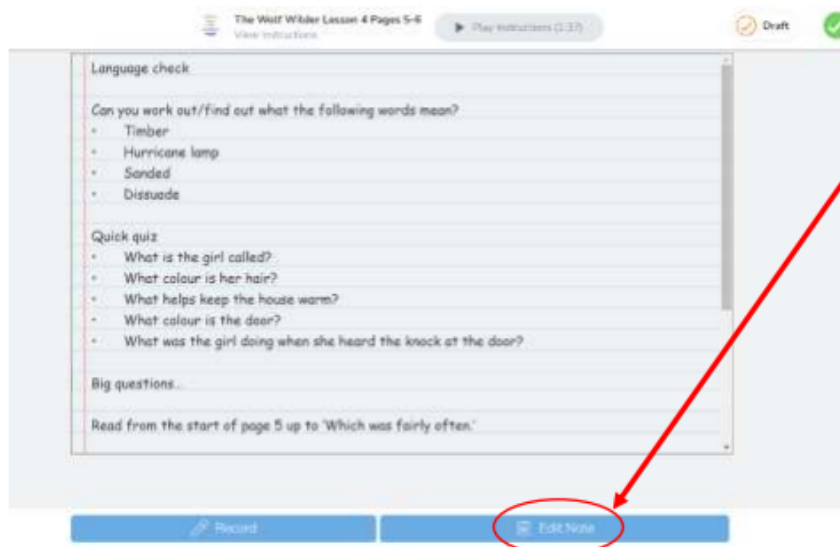 The Wolf Wilder Lesson 4 Pages 5-6
View instructions
Play instructions (1:37)
Draft
Language check
Can you work out/find out what the following words mean?
• Timber
• Hurricane lamp
• Sanded
• Dissuade
Quick quiz
• What is the girl called?
• What colour is her hair?
• What helps keep the house warm?
• What colour is the door?
• What was the girl doing when she heard the knock at the door?
Big questions...
Read from the start of page 5 up to 'Which was fairly often.'
Record
Edit Note